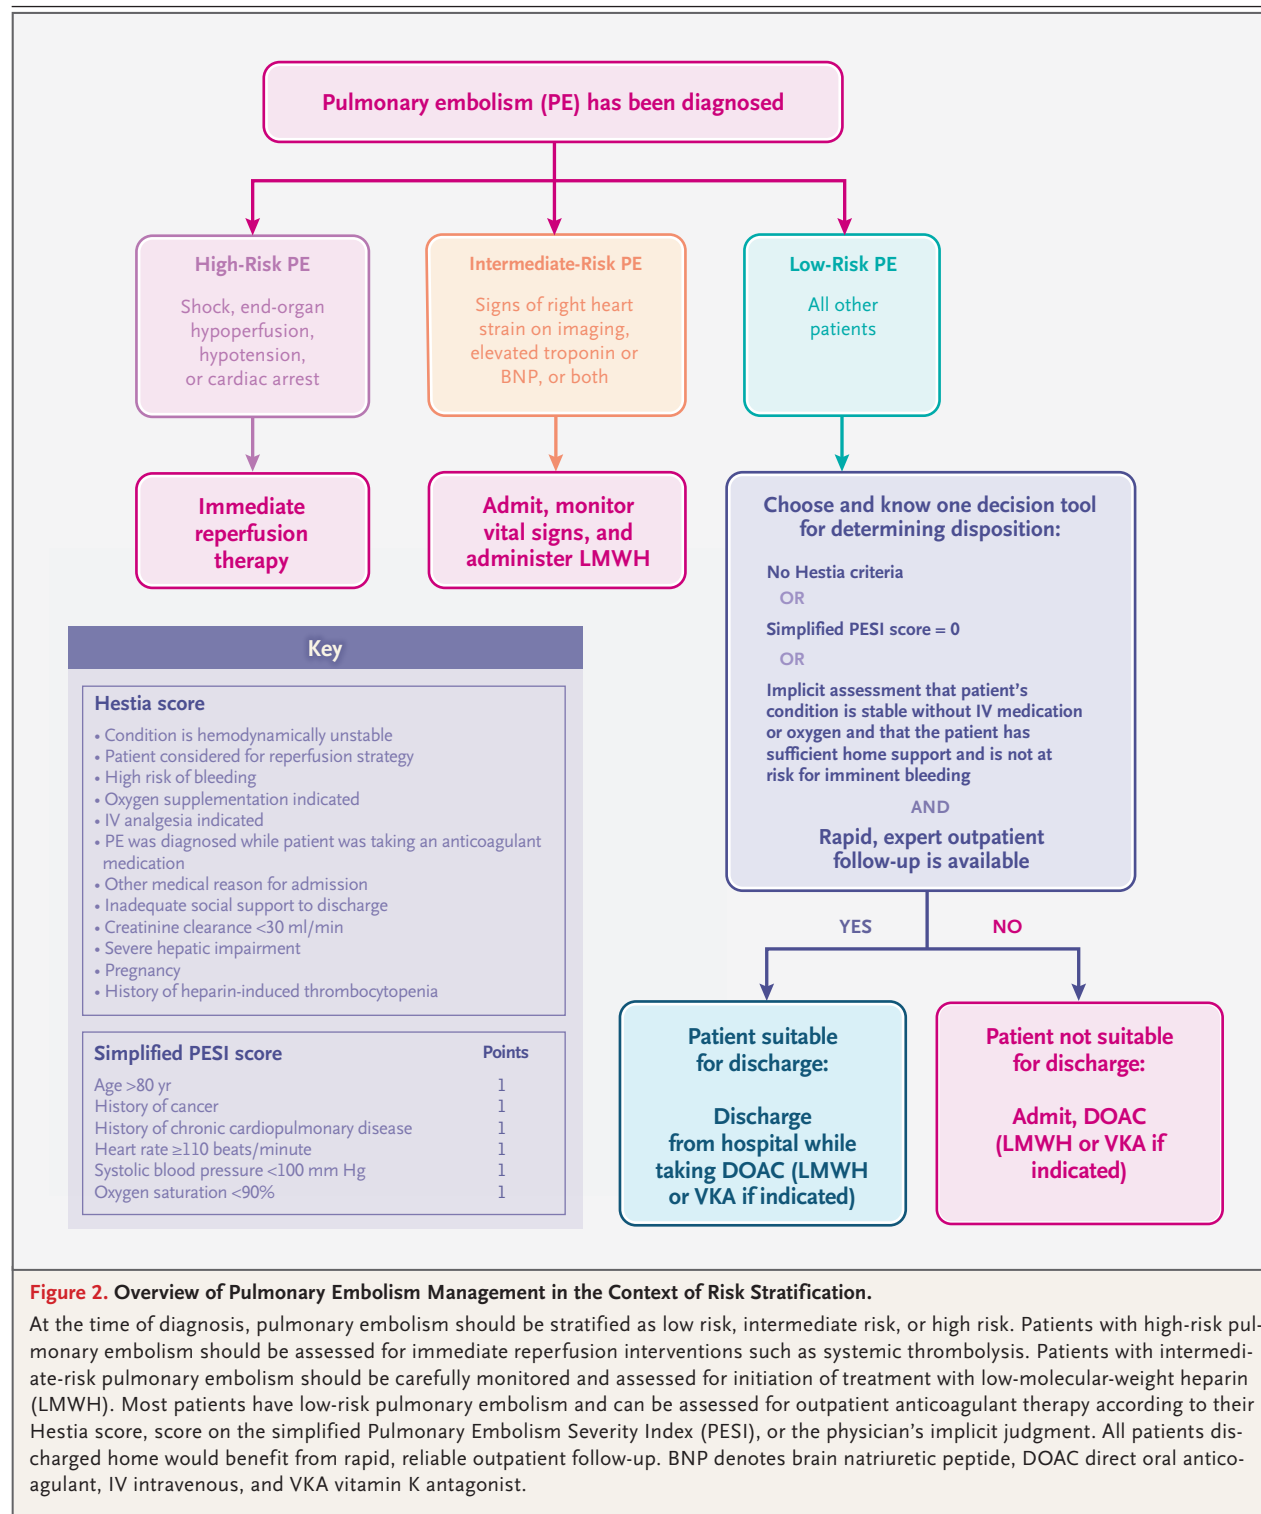 Pulmonary embolism (PE) has been diagnosed
High-Risk PE
Shock, end-organ
hypoperfusion,
hypotension,
or cardiac arrest
Intermediate-Risk PE
Signs of right heart
strain on imaging,
elevated troponin or
BNP, or both
Low-Risk PE
All other
patients
Immediate
reperfusion
therapy
Admit, monitor
vital signs, and
administer LMWH
Choose and know one decision tool
for determining disposition:
No Hestia criteria
OR
Simplified PESI score = 0
OR
Implicit assessment that patient’s
condition is stable without IV medication
or oxygen and that the patient has
sufficient home support and is not at
risk for imminent bleeding
AND
Rapid, expert outpatient
follow-up is available
YES
NO
Patient suitable
for discharge:
Discharge
from hospital while
taking DOAC (LMWH
or VKA if indicated)
Patient not suitable
for discharge:
Admit, DOAC
(LMWH or VKA if
indicated)
Key
Hestia score
• Condition is hemodynamically unstable
• Patient considered for reperfusion strategy
• High risk of bleeding
• Oxygen supplementation indicated
• IV analgesia indicated
• PE was diagnosed while patient was taking an anticoagulant
medication
• Other medical reason for admission
• Inadequate social support to discharge
• Creatinine clearance <30 ml/min
• Severe hepatic impairment
• Pregnancy
• History of heparin-induced thrombocytopenia
Simplified PESI score Points
Age >80 yr 1
History of cancer 1
History of chronic cardiopulmonary disease 1
Heart rate ≥110 beats/minute 1
Systolic blood pressure <100 mm Hg 1
Oxygen saturation <90% 1
Figure 2. Overview of Pulmonary Embolism Management in the Context of Risk Stratification.
At the time of diagnosis, pulmonary embolism should be stratified as low risk, intermediate risk, or high risk. Patients with high-risk pul-
monary embolism should be assessed for immediate reperfusion interventions such as systemic thrombolysis. Patients with intermedi-
ate-risk pulmonary embolism should be carefully monitored and assessed for initiation of treatment with low-molecular-weight heparin
(LMWH). Most patients have low-risk pulmonary embolism and can be assessed for outpatient anticoagulant therapy according to their
Hestia score, score on the simplified Pulmonary Embolism Severity Index (PESI), or the physician’s implicit judgment. All patients dis-
charged home would benefit from rapid, reliable outpatient follow-up. BNP denotes brain natriuretic peptide, DOAC direct oral antico-
agulant, IV intravenous, and VKA vitamin K antagonist.